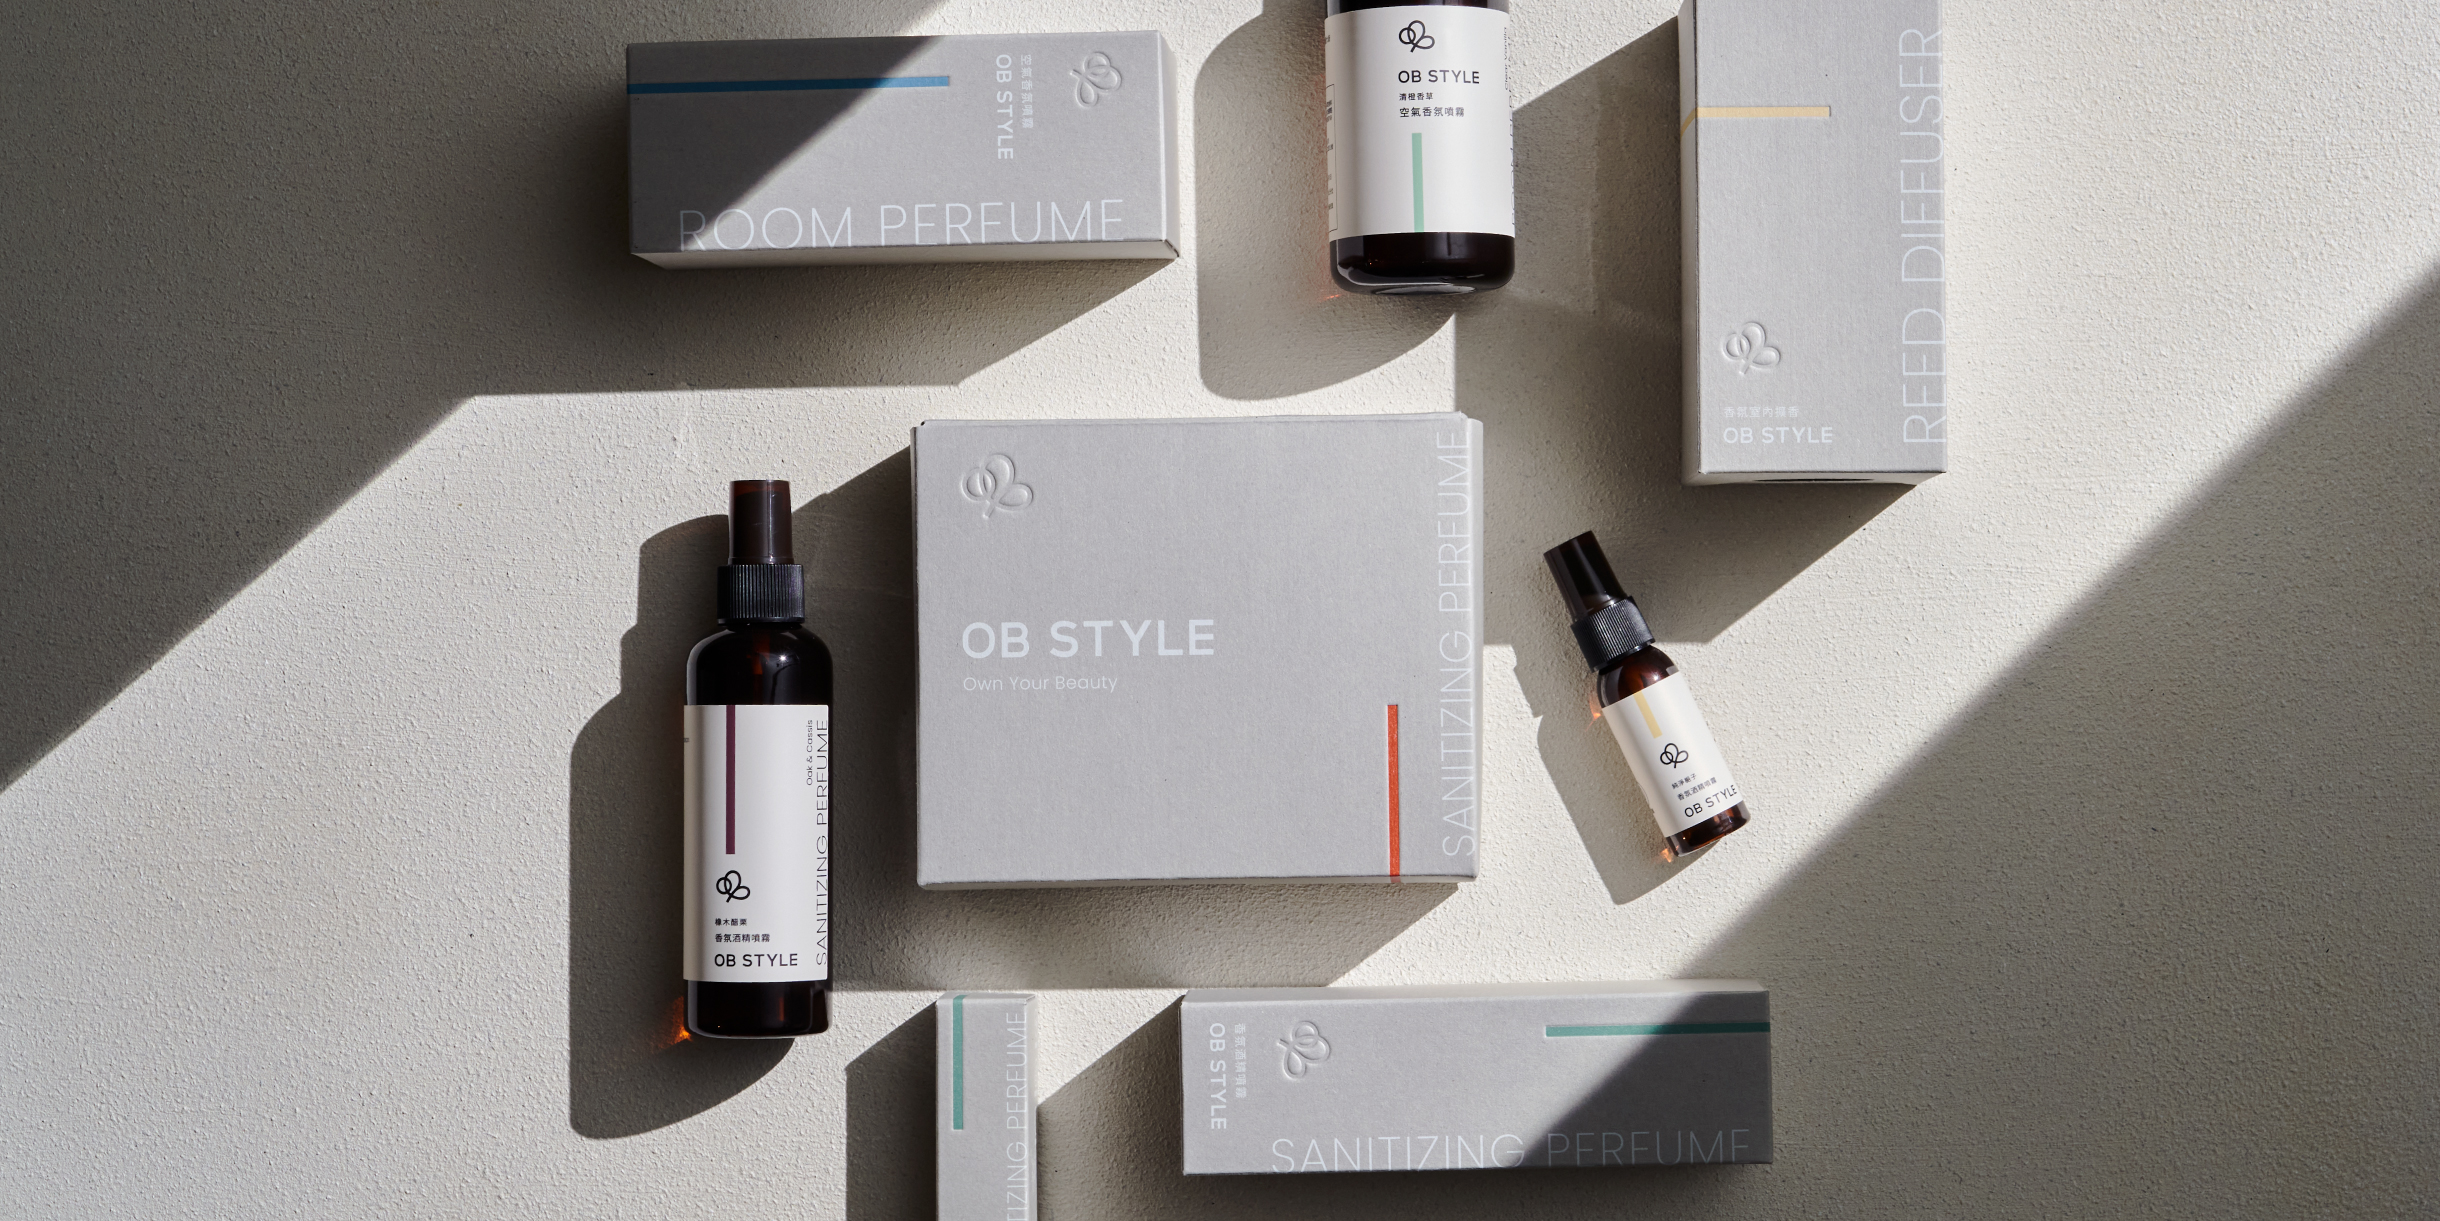 ROOM PERFUME
空氣香氛噴霧
OB STYLE
OB STYLE
清橙香草
空氣香氛噴霧
REED DIFFUSER
香氛室內擴香
OB STYLE
OB STYLE
Own Your Beauty
SANITIZING PERFUME
Oak & Cassis
SANITIZING PERFUME
橡木醋栗
香氛酒精噴霧
OB STYLE
純淨梔子
香氛酒精噴霧
OB STYLE
TIZING PERFUME
香氛酒精噴霧
OB STYLE
SANITIZING PERFUME